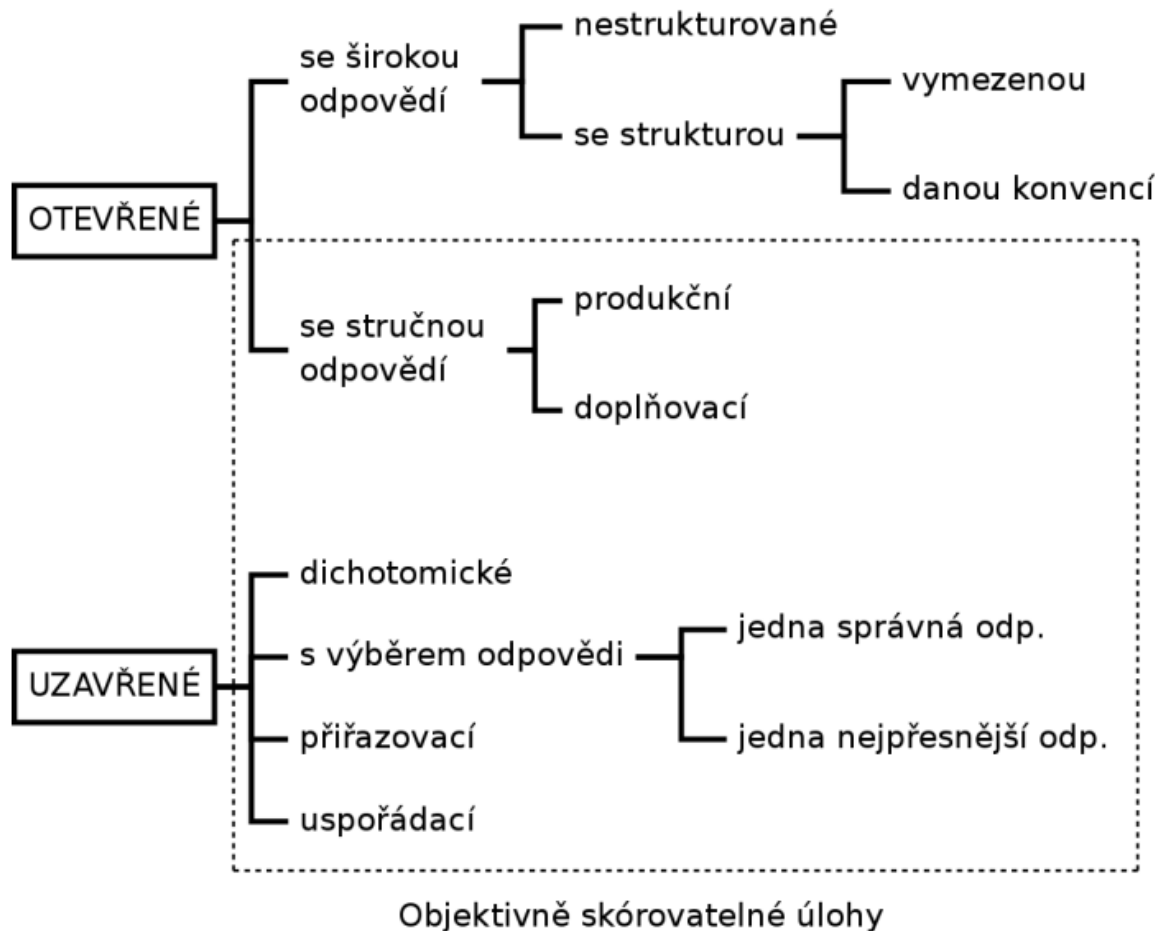 OTEVŘENÉ
se širokou
odpovědí
nestrukturované
se strukturou
vymezenou
danou konvencí
se stručnou
odpovědí
produkční
doplňovací
UZAVŘENÉ
dichotomické
s výběrem odpovědi
jedna správná odp.
jedna nejpřesnější odp.
přiřazovací
uspořádací
Objektivně skórovatelné úlohy